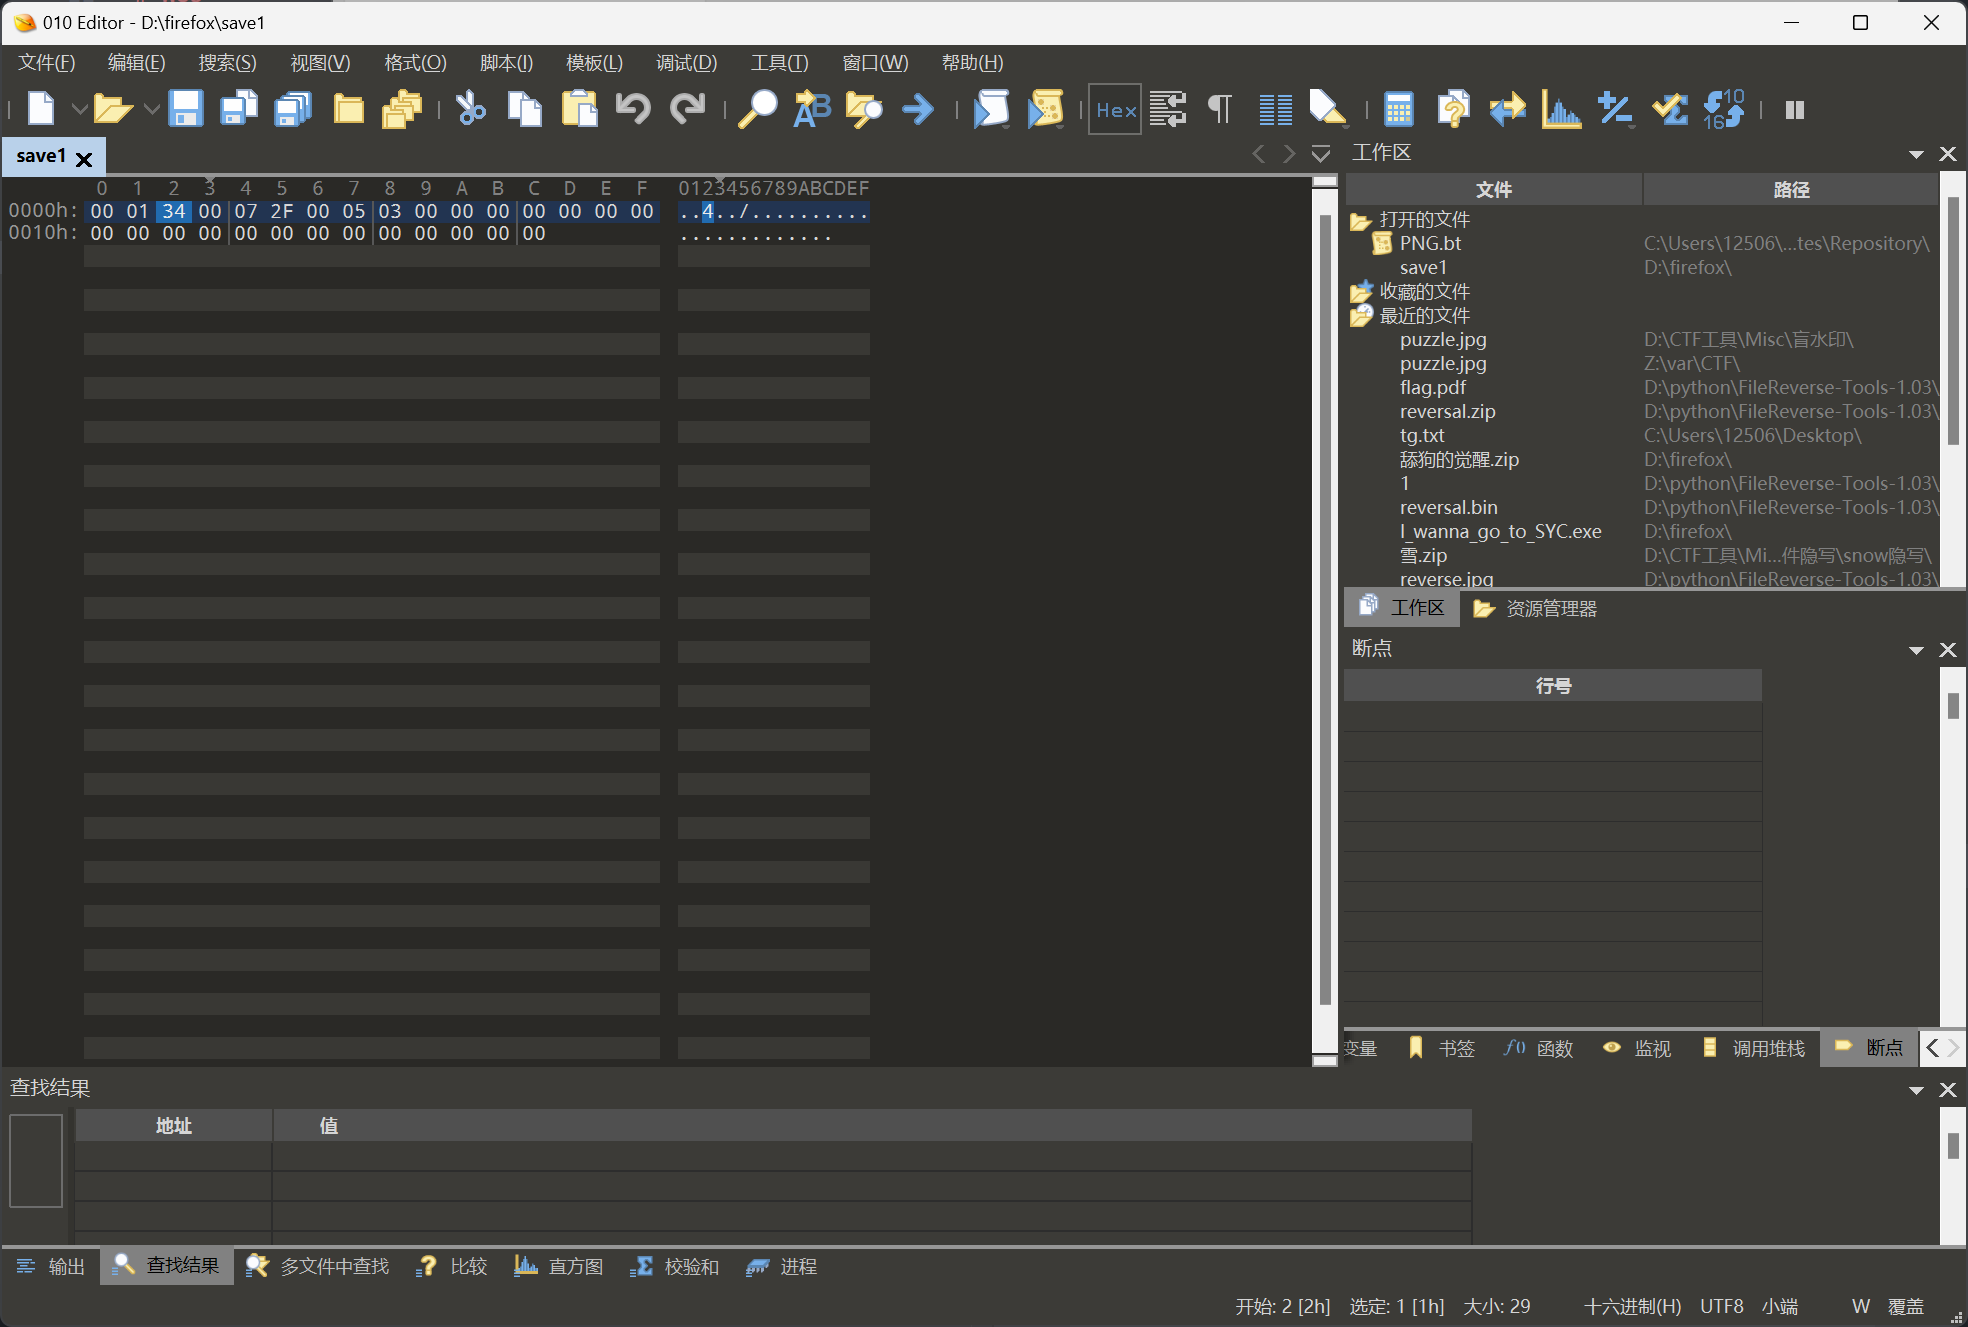 010 Editor - D:\firefox\save1
文件(F) 编辑(E) 搜索(S) 视图(V) 格式(O) 脚本(I) 模板(L) 调试(D) 工具(T) 窗口(W) 帮助(H)
AB Hex 10 16
save1
0 1 2 3 4 5 6 7 8 9 A B C D E F 0123456789ABCDEF
0000h: 00 01 34 00 07 2F 00 05 03 00 00 00 00 00 00 00 ..4../..........
0010h: 00 00 00 00 00 00 00 00 00 00 00 00 00 .............
工作区
文件 路径
打开的文件
PNG.bt C:\Users\12506\...tes\Repository\
save1 D:\firefox\
收藏的文件
最近的文件
puzzle.jpg D:\CTF工具\Misc\盲水印\
puzzle.jpg Z:\var\CTF\
flag.pdf D:\python\FileReverse-Tools-1.03\
reversal.zip D:\python\FileReverse-Tools-1.03\
tg.txt C:\Users\12506\Desktop\
舔狗的觉醒.zip D:\firefox\
1 D:\python\FileReverse-Tools-1.03\
reversal.bin D:\python\FileReverse-Tools-1.03\
I_wanna_go_to_SYC.exe D:\firefox\
雪.zip D:\CTF工具\Mi...件隐写\snow隐写\
reverse.jpg D:\python\FileReverse-Tools-1.03\
工作区 资源管理器
断点
行号
变量 书签 f() 函数 监视 调用堆栈 断点
查找结果
地址 值
输出 查找结果 多文件中查找 比较 直方图 校验和 进程
开始: 2 [2h] 选定: 1 [1h] 大小: 29 十六进制(H) UTF8 小端 W 覆盖